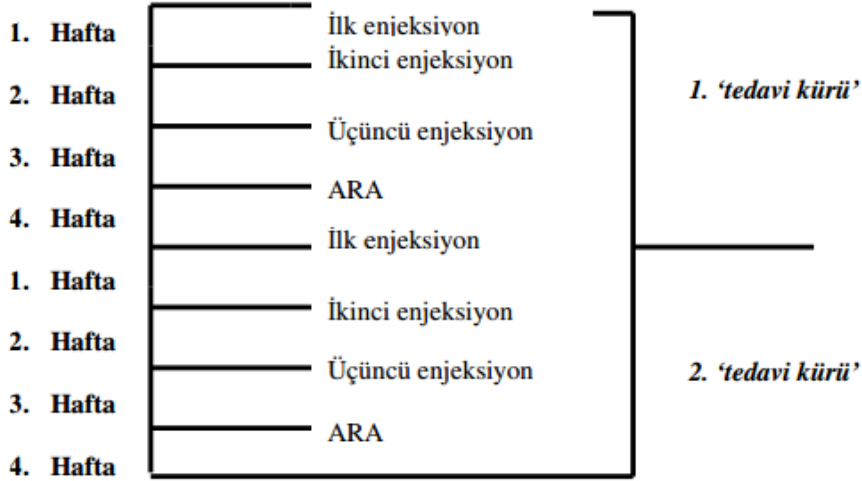 1. Hafta
İlk enjeksiyon
İkinci enjeksiyon
2. Hafta
1. ‘tedavi kürü’
Üçüncü enjeksiyon
3. Hafta
ARA
4. Hafta
İlk enjeksiyon
1. Hafta
İkinci enjeksiyon
2. Hafta
Üçüncü enjeksiyon
2. ‘tedavi kürü’
3. Hafta
ARA
4. Hafta